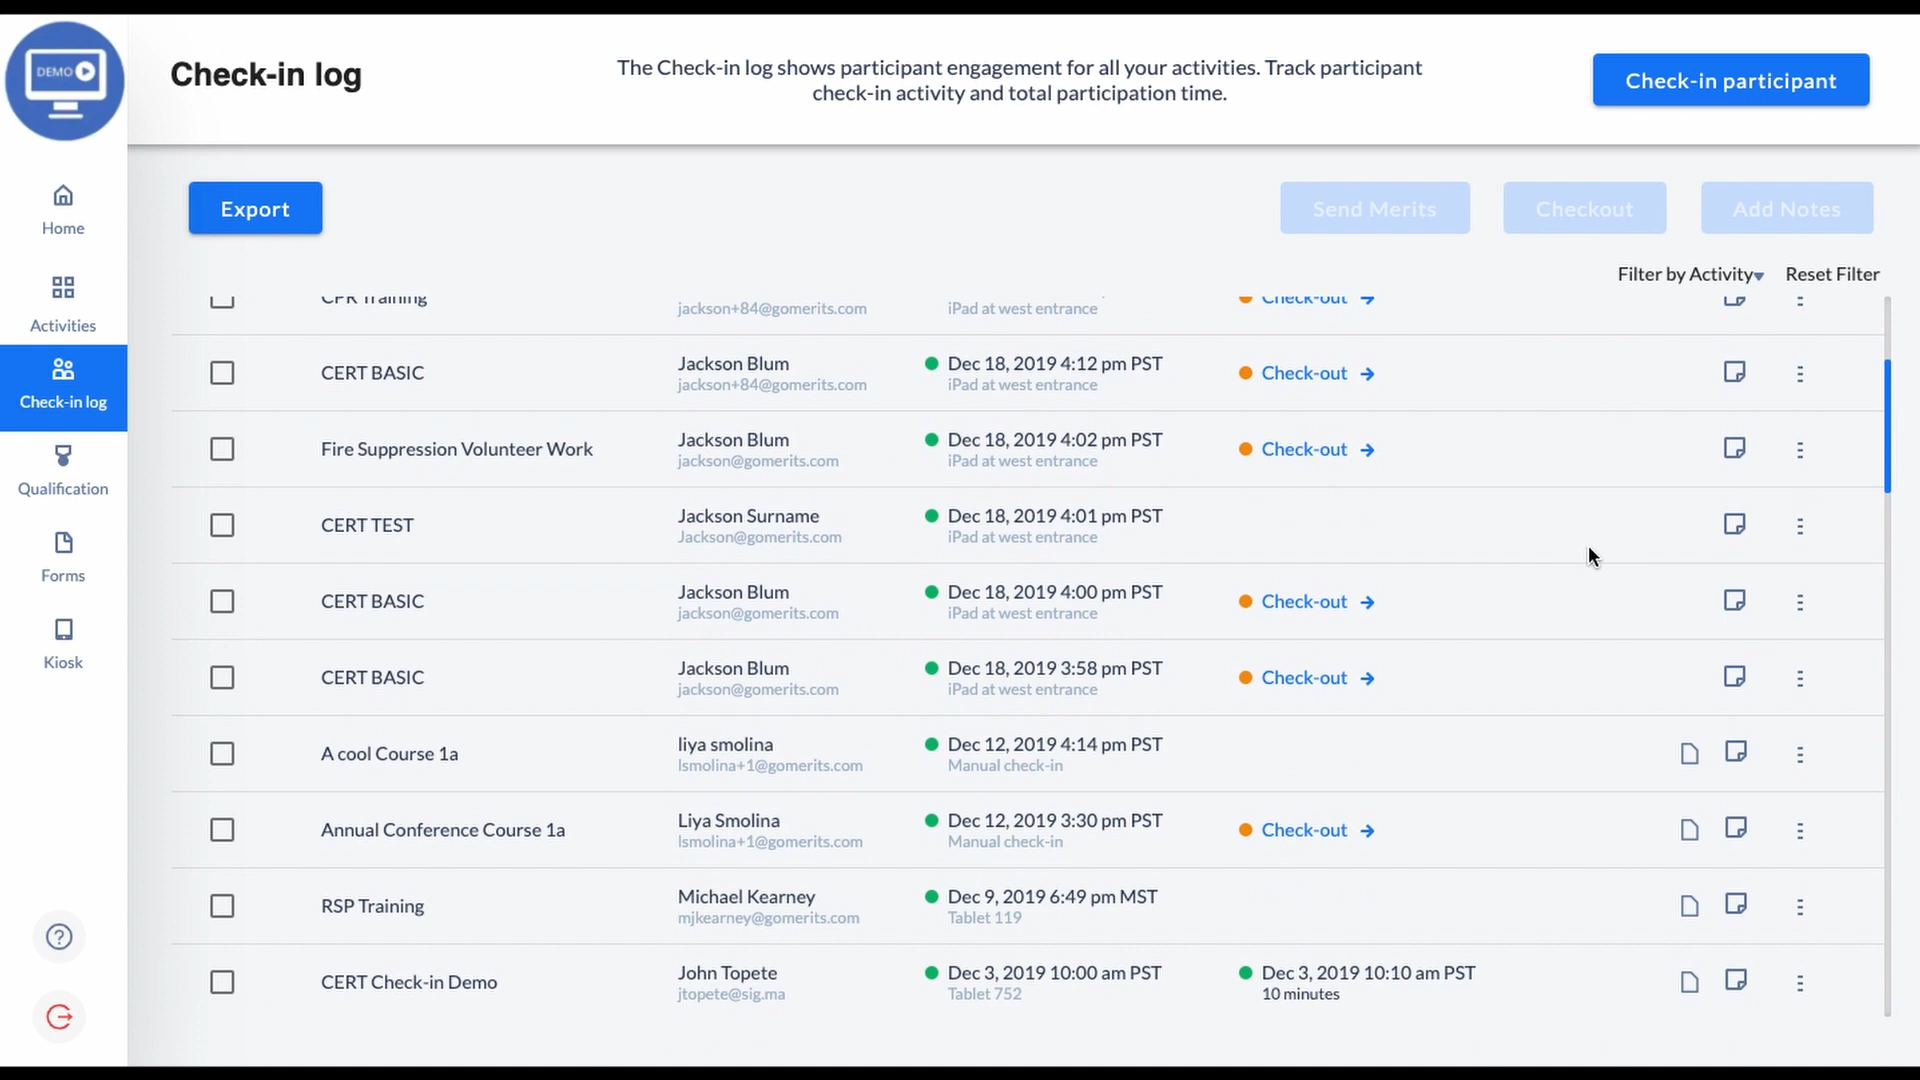 DEMO
Check-in log
The Check-in log shows participant engagement for all your activities. Track participant
check-in activity and total participation time.
Check-in participant
Home
Activities
Check-in log
Qualification
Forms
Kiosk
Export
Send Merits
Checkout
Add Notes
Filter by Activity
Reset Filter
CPR Training
jackson+84@gomerits.com
iPad at west entrance
Check-out
CERT BASIC
Jackson Blum
jackson+84@gomerits.com
Dec 18, 2019 4:12 pm PST
iPad at west entrance
Check-out
Fire Suppression Volunteer Work
Jackson Blum
jackson@gomerits.com
Dec 18, 2019 4:02 pm PST
iPad at west entrance
Check-out
CERT TEST
Jackson Surname
Jackson@gomerits.com
Dec 18, 2019 4:01 pm PST
iPad at west entrance
CERT BASIC
Jackson Blum
jackson@gomerits.com
Dec 18, 2019 4:00 pm PST
iPad at west entrance
Check-out
CERT BASIC
Jackson Blum
jackson@gomerits.com
Dec 18, 2019 3:58 pm PST
iPad at west entrance
Check-out
A cool Course 1a
liya smolina
lsmolina+1@gomerits.com
Dec 12, 2019 4:14 pm PST
Manual check-in
Annual Conference Course 1a
Liya Smolina
lsmolina+1@gomerits.com
Dec 12, 2019 3:30 pm PST
Manual check-in
Check-out
RSP Training
Michael Kearney
mjkearney@gomerits.com
Dec 9, 2019 6:49 pm MST
Tablet 119
CERT Check-in Demo
John Topete
jtopete@sig.ma
Dec 3, 2019 10:00 am PST
Tablet 752
Dec 3, 2019 10:10 am PST
10 minutes